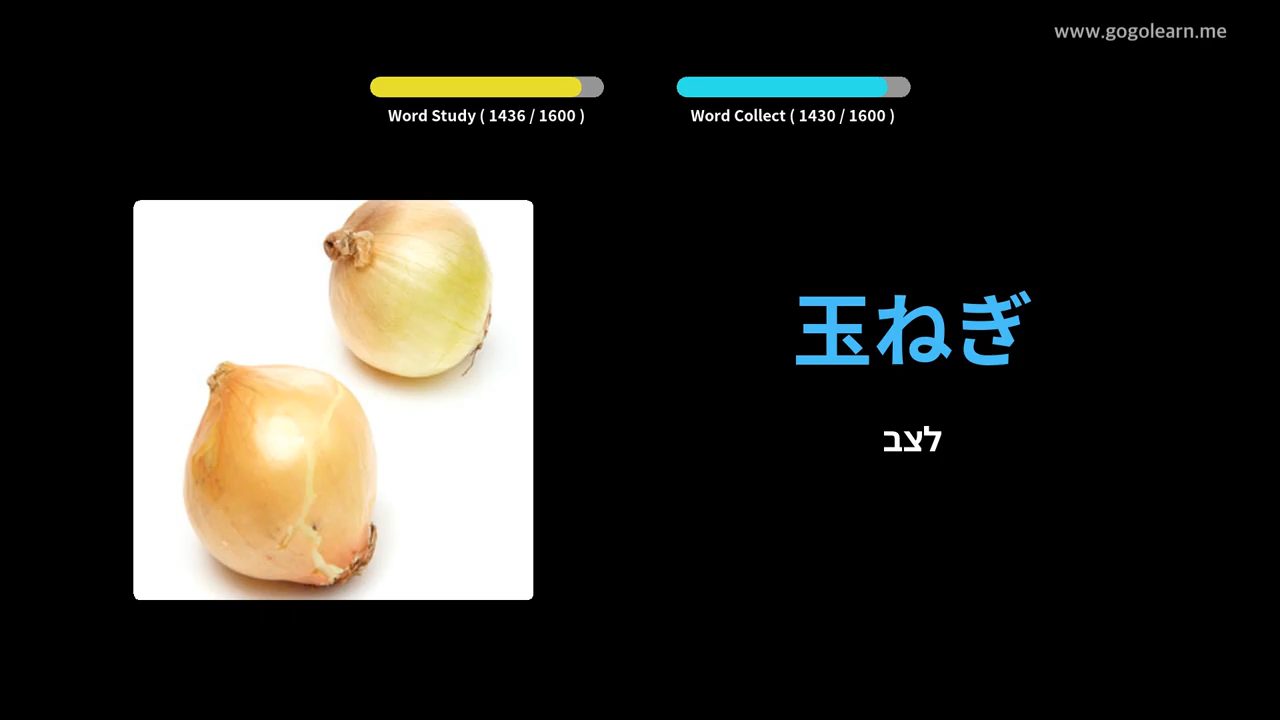 www.gogolearn.me
Word Study ( 1436 / 1600 )
Word Collect ( 1430 / 1600 )
玉ねぎ
לצב